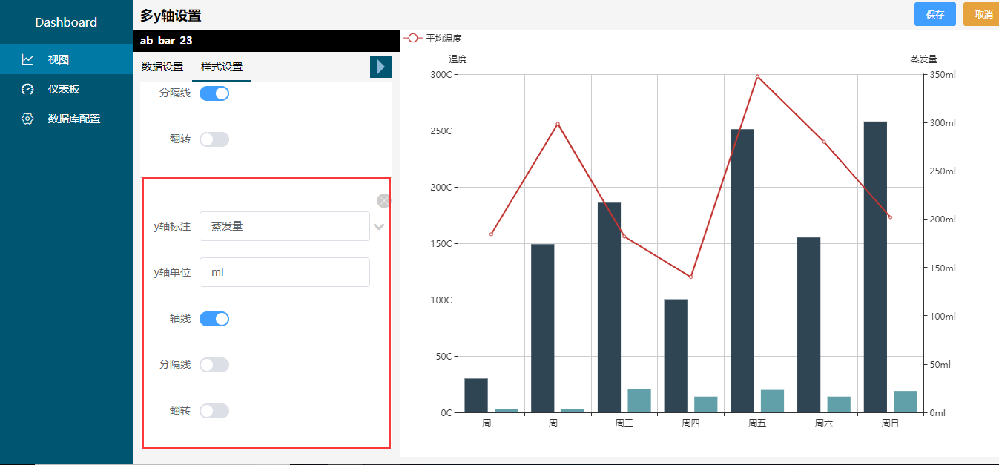 Dashboard
视图
仪表板
数据库配置
多y轴设置
保存
取消
ab_bar_23
数据设置
样式设置
分隔线
翻转
y轴标注
蒸发量
y轴单位
ml
轴线
分隔线
翻转
平均温度
温度
蒸发量
300C
250C
200C
150C
100C
50C
0C
350ml
300ml
250ml
200ml
150ml
100ml
50ml
0ml
周一
周二
周三
周四
周五
周六
周日